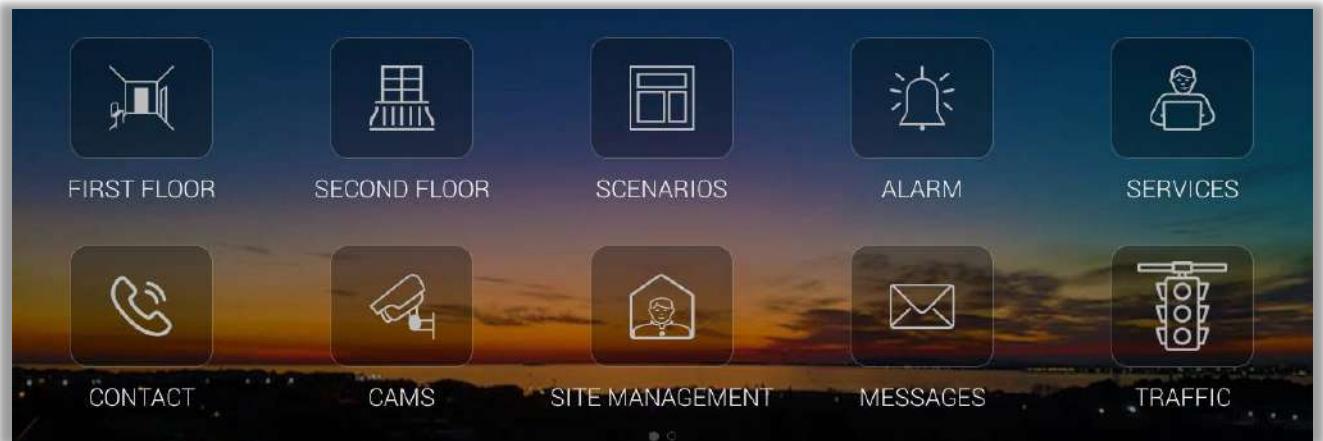 FIRST FLOOR
SECOND FLOOR
SCENARIOS
ALARM
SERVICES
CONTACT
CAMS
SITE MANAGEMENT
MESSAGES
TRAFFIC